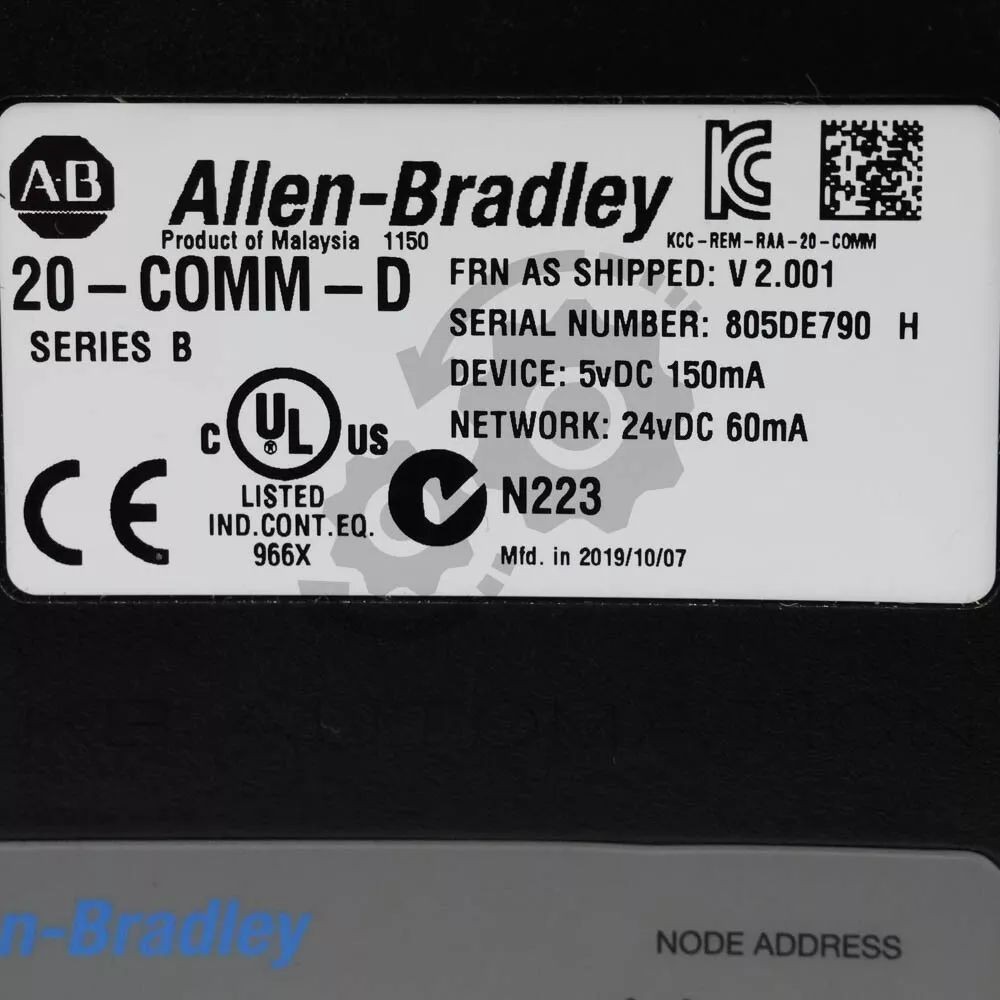 A-B Allen-Bradley
Product of Malaysia 1150
KCC-REM-RAA-20-COMM
20-COMM-D
SERIES B
FRN AS SHIPPED: V 2.001
SERIAL NUMBER: 805DE790 H
DEVICE: 5vDC 150mA
NETWORK: 24vDC 60mA
C UL ® US
LISTED
IND.CONT.EQ.
966X
CE
N223
Mfd. in 2019/10/07
n-Bradley
NODE ADDRESS